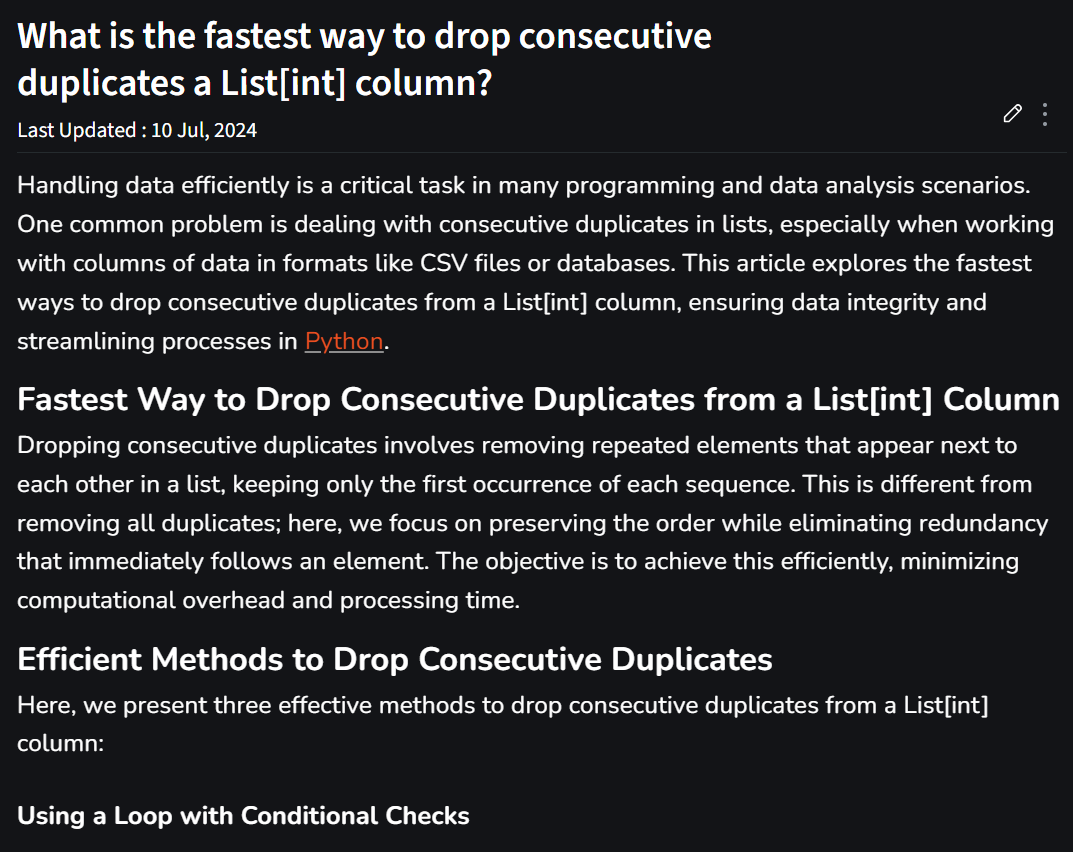 What is the fastest way to drop consecutive
duplicates a List[int] column?
Last Updated : 10 Jul, 2024
Handling data efficiently is a critical task in many programming and data analysis scenarios.
One common problem is dealing with consecutive duplicates in lists, especially when working
with columns of data in formats like CSV files or databases. This article explores the fastest
ways to drop consecutive duplicates from a List[int] column, ensuring data integrity and
streamlining processes in Python.
Fastest Way to Drop Consecutive Duplicates from a List[int] Column
Dropping consecutive duplicates involves removing repeated elements that appear next to
each other in a list, keeping only the first occurrence of each sequence. This is different from
removing all duplicates; here, we focus on preserving the order while eliminating redundancy
that immediately follows an element. The objective is to achieve this efficiently, minimizing
computational overhead and processing time.
Efficient Methods to Drop Consecutive Duplicates
Here, we present three effective methods to drop consecutive duplicates from a List[int]
column:
Using a Loop with Conditional Checks